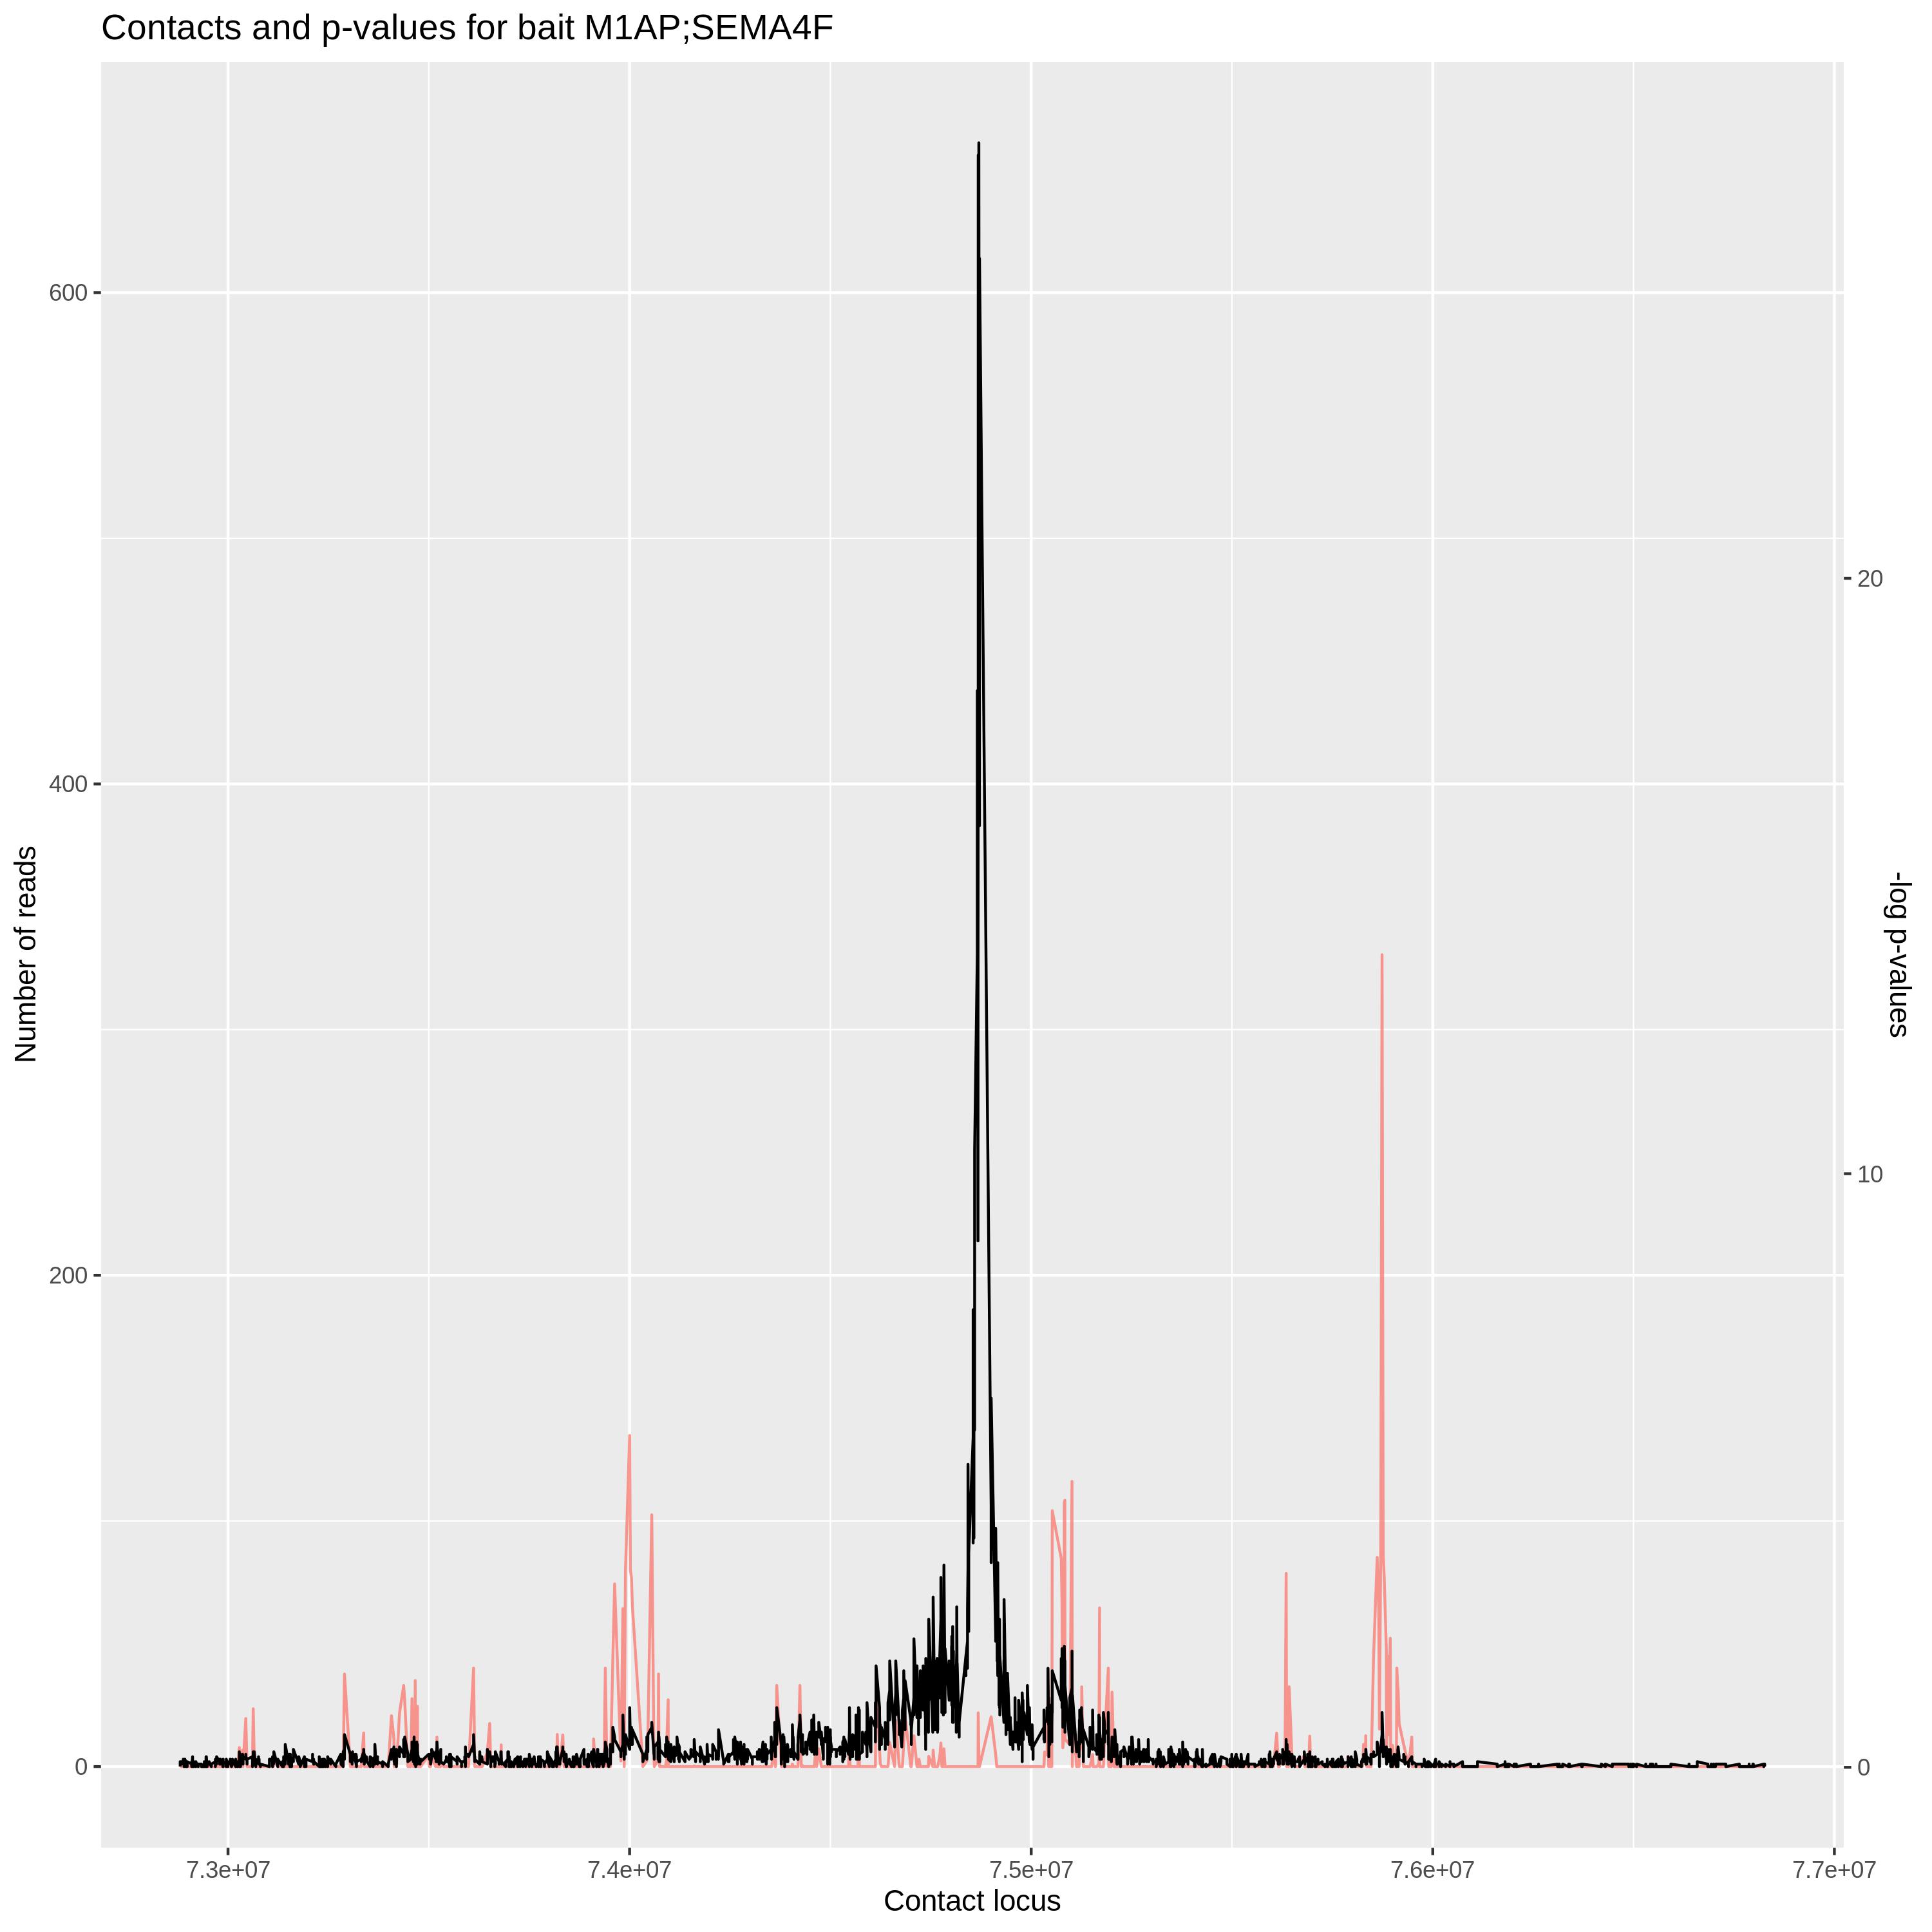 Contacts and p-values for bait M1AP;SEMA4F
600
400
200
0
Number of reads
20
10
0
-log p-values
7.3e+07
7.4e+07
7.5e+07
7.6e+07
7.7e+07
Contact locus